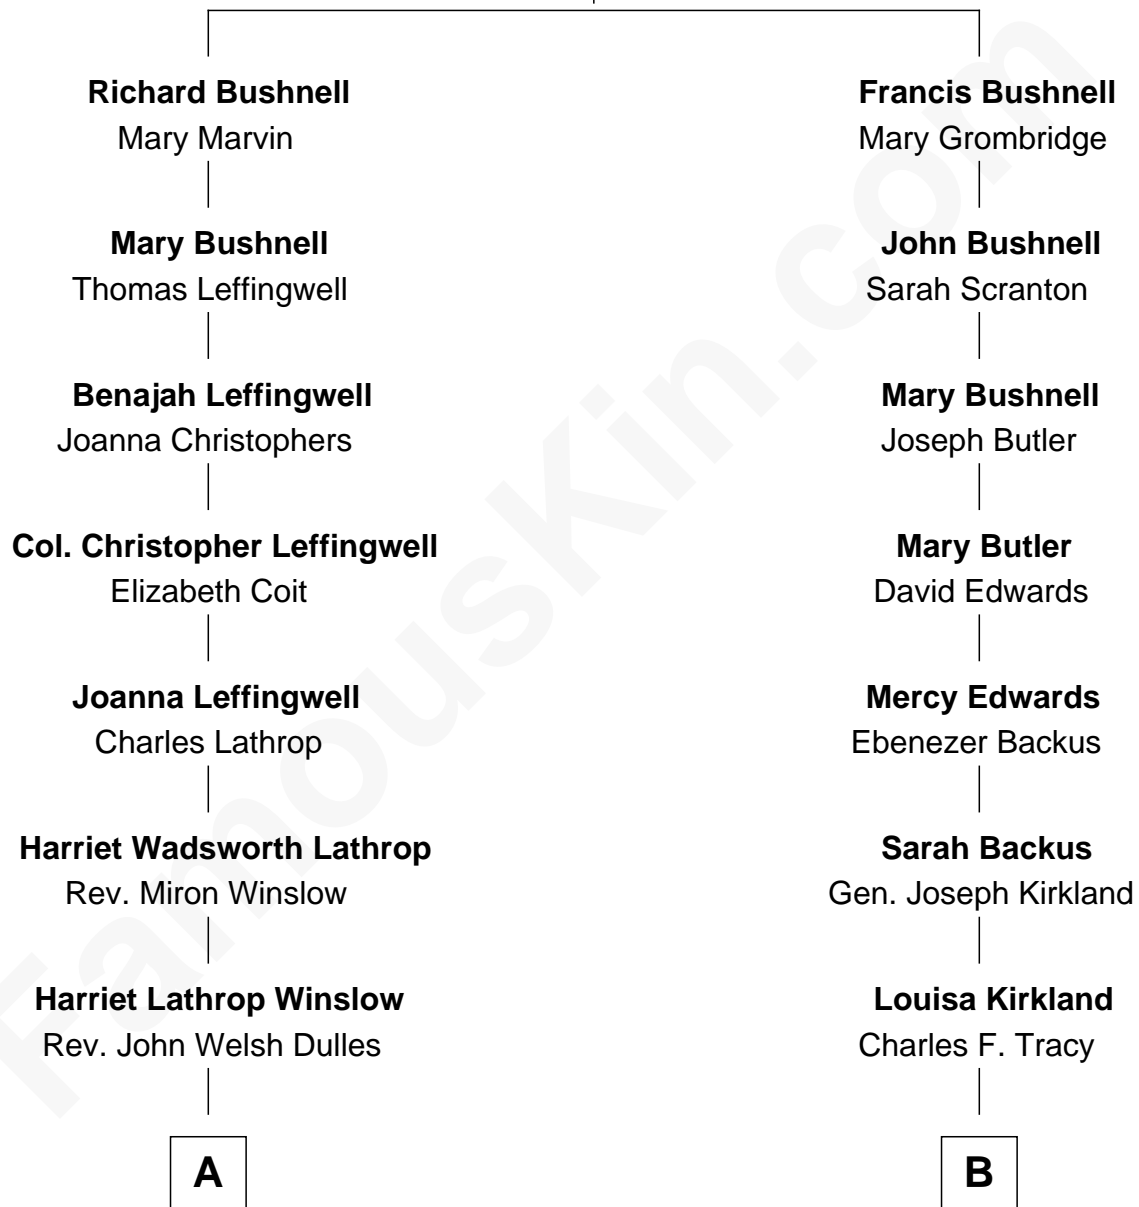 Richard Bushnell
Mary Marvin
Mary Bushnell
Thomas Leffingwell
Benajah Leffingwell
Joanna Christophers
Col. Christopher Leffingwell
Elizabeth Coit
Joanna Leffingwell
Charles Lathrop
Harriet Wadsworth Lathrop
Rev. Miron Winslow
Harriet Lathrop Winslow
Rev. John Welsh Dulles
A
Francis Bushnell
Mary Grombridge
John Bushnell
Sarah Scranton
Mary Bushnell
Joseph Butler
Mary Butler
David Edwards
Mercy Edwards
Ebenezer Backus
Sarah Backus
Gen. Joseph Kirkland
Louisa Kirkland
Charles F. Tracy
B
FamousKin.com